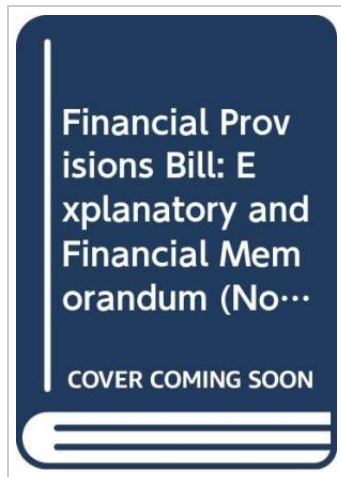 Financial Prov
isions Bill: E
xplanatory and
Financial Mem
orandum (No…
COVER COMING SOON